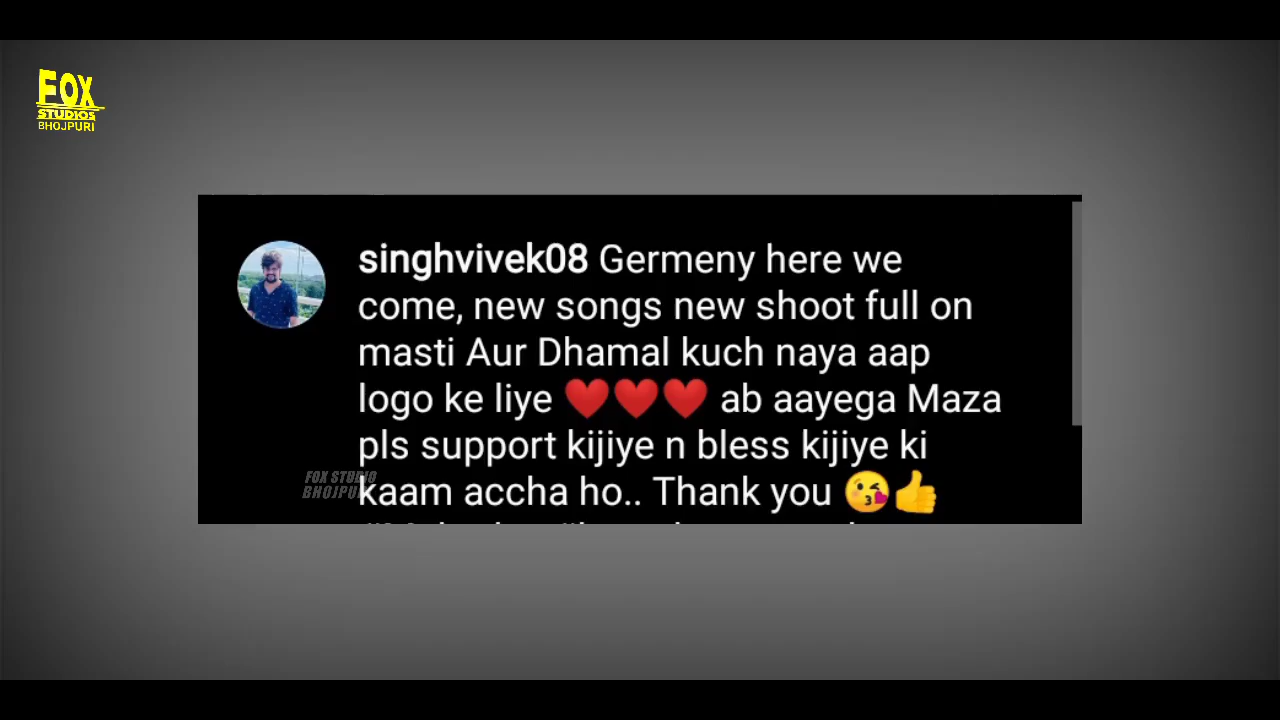 FOX
STUDIOS
BHOJPURI
singhvivek08 Germeny here we
come, new songs new shoot full on
masti Aur Dhamal kuch naya aap
logo ke liye ❤️❤️❤️ ab aayega Maza
pls support kijiye n bless kijiye ki
kaam accha ho.. Thank you 😘👍
FOX STUDIO
BHOJPURI